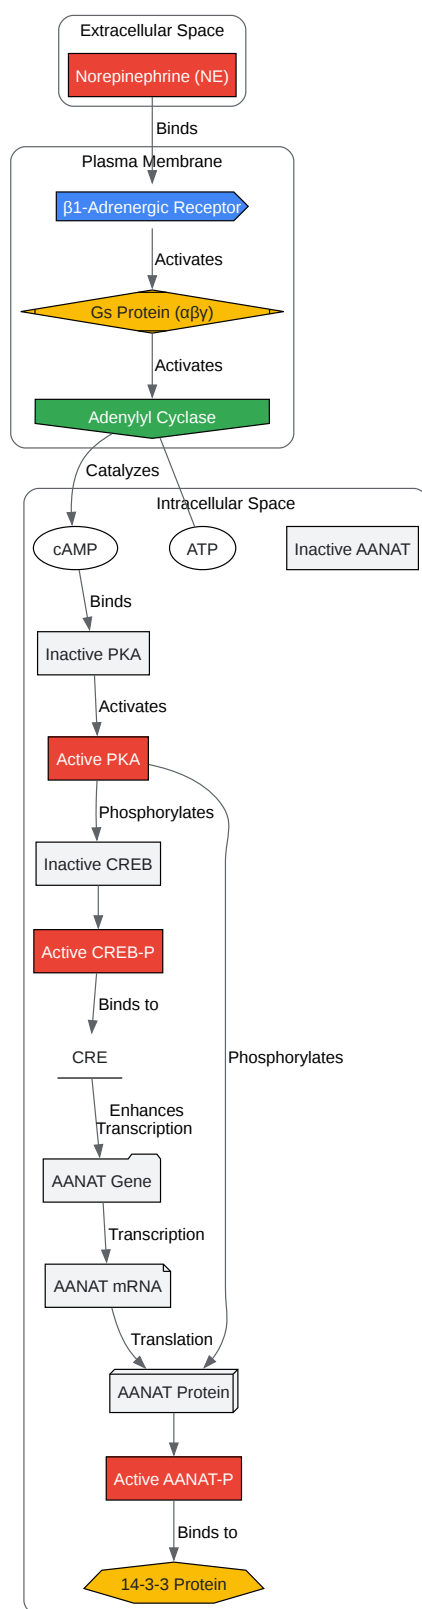 Extracellular Space
Norepinephrine (NE)
Binds
Plasma Membrane
β1-Adrenergic Receptor
Activates
Gs Protein (αβγ)
Activates
Adenylyl Cyclase
Catalyzes
Intracellular Space
cAMP
ATP
Inactive AANAT
Binds
Inactive PKA
Activates
Active PKA
Phosphorylates
Inactive CREB
Active CREB-P
Binds to
CRE
Phosphorylates
Enhances
Transcription
AANAT Gene
Transcription
AANAT mRNA
Translation
AANAT Protein
Active AANAT-P
Binds to
14-3-3 Protein